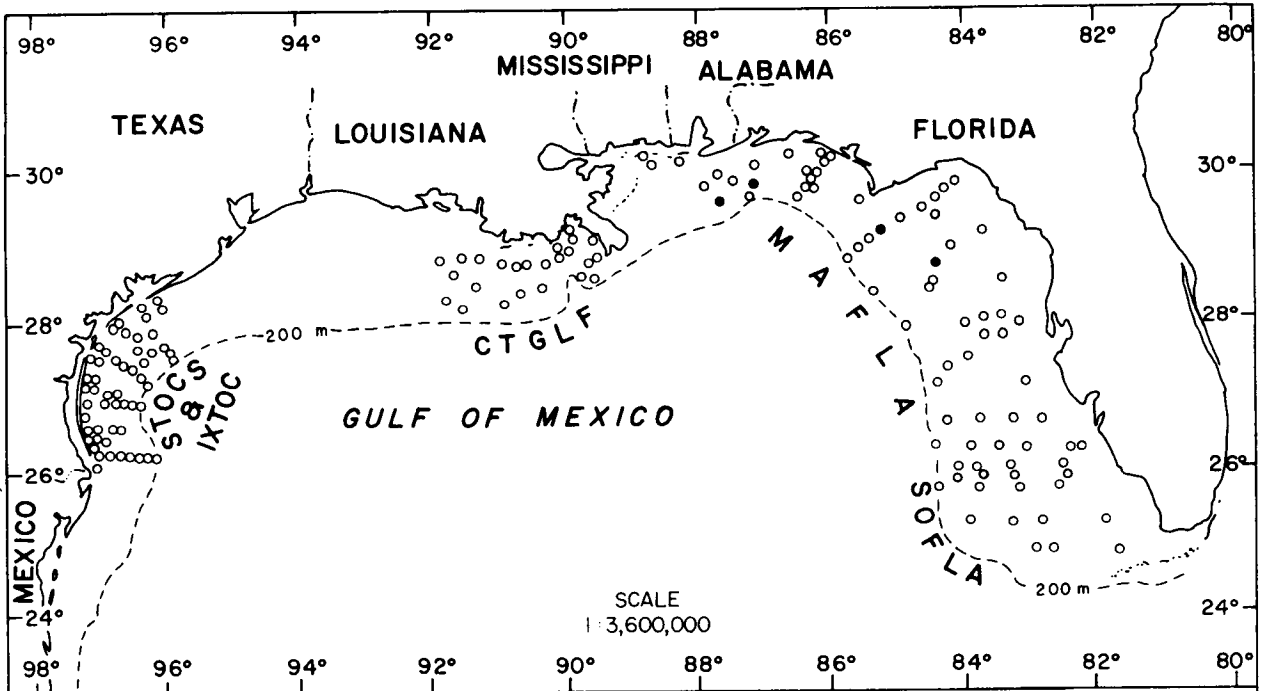 98° 96° 94° 92° 90° 88° 86° 84° 82° 80°
MISSISSIPPI ALABAMA
TEXAS LOUISIANA FLORIDA
30° 30°
MAFLA
28° 28°
200 m
CTGLF
STOCS
&
IXTOC
GULF OF MEXICO
26° 26°
SOFLA
MEXICO
200 m
SCALE
1:3,600,000
24° 24°
98° 96° 94° 92° 90° 88° 86° 84° 82° 80°